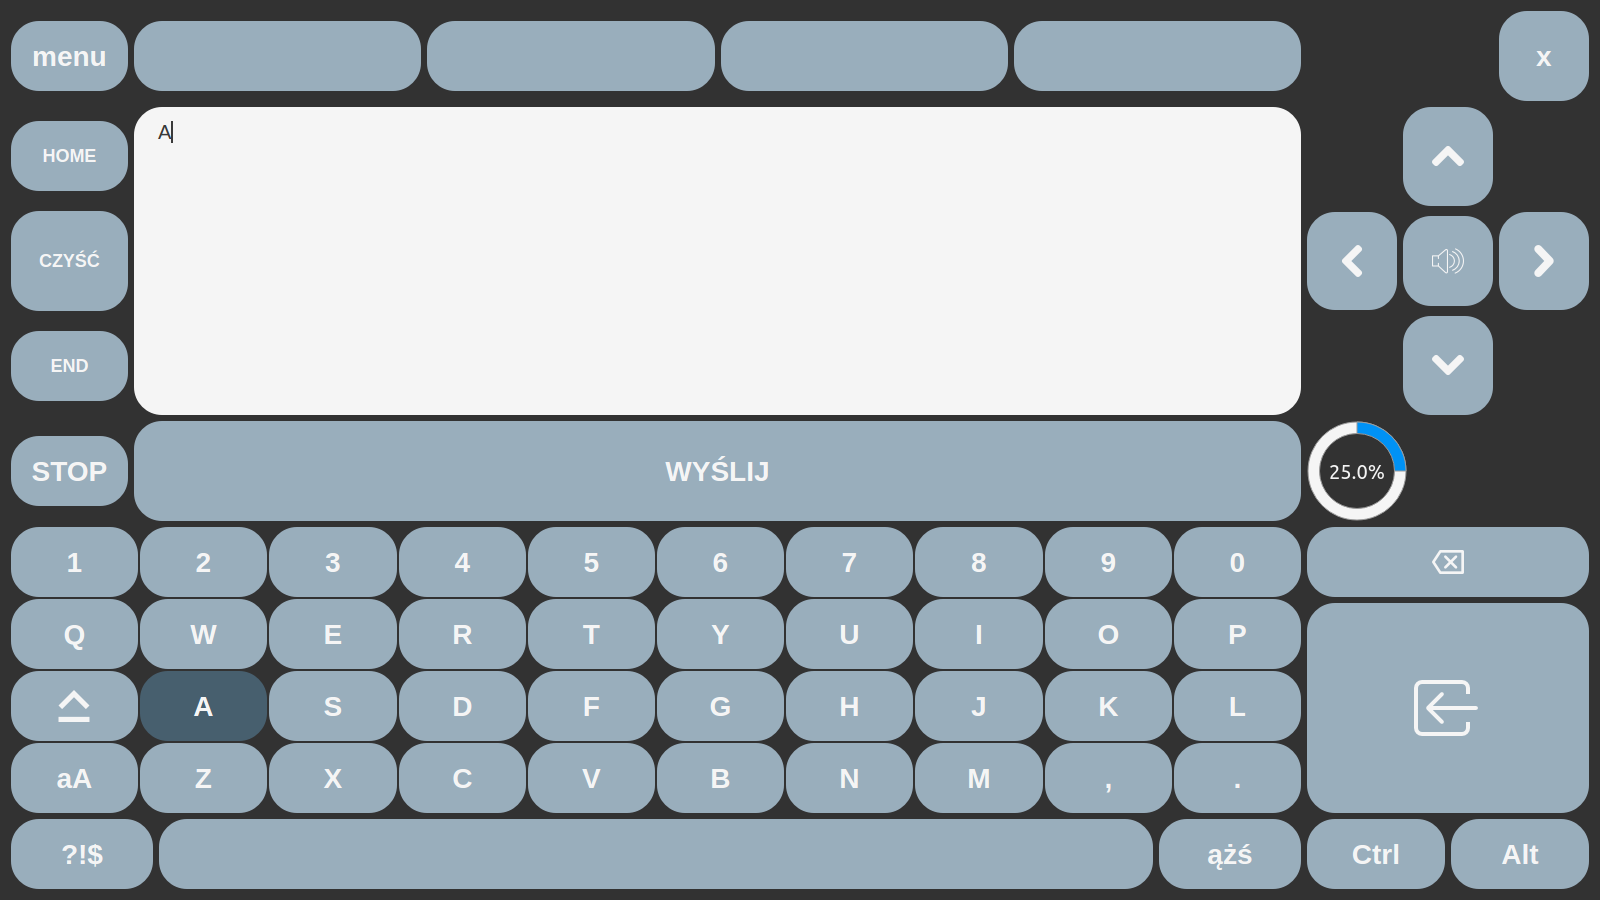 menu
x
HOME
A
CZYŚĆ
END
STOP
WYŚLIJ
25.0%
1 2 3 4 5 6 7 8 9 0
Q W E R T Y U I O P
A S D F G H J K L
aA Z X C V B N M , .
?!$ ążś Ctrl Alt